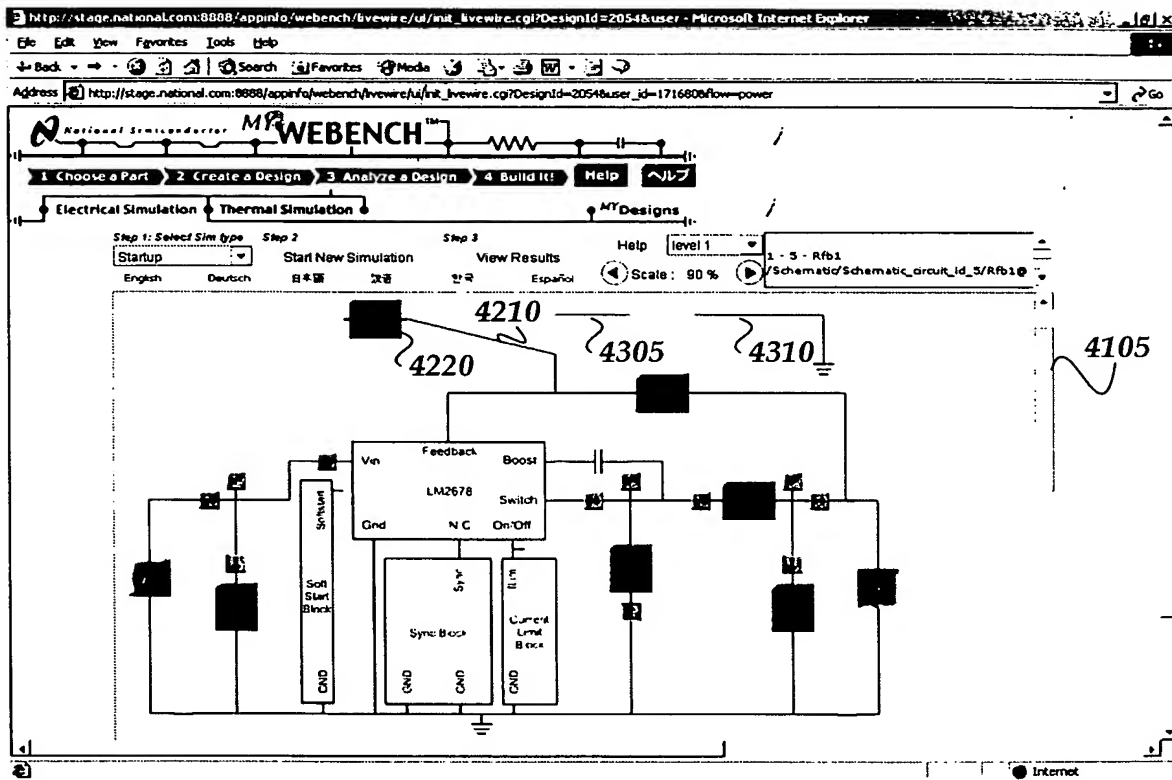 http://stage.national.com:8888/appinfo/webench/livewire/ui/init_livewire.cgi?DesignId=2054&user - Microsoft Internet Explorer
File Edit View Favorites Tools Help
Back Search Favorites Media
Address http://stage.national.com:8888/appinfo/webench/livewire/ui/init_livewire.cgi?DesignId=2054&user_id=171680&flow=power Go
National Semiconductor MY WEBENCH™
1 Choose a Part 2 Create a Design 3 Analyze a Design 4 Build It! Help ヘルプ
Electrical Simulation Thermal Simulation MY Designs
Step 1: Select Sim type Step 2 Step 3
Help level 1
Startup Start New Simulation View Results
Scale: 90 %
1 - 5 - Rfb1
/Schematic/Schematic_circuit_id_5/Rfb1@
English Deutsch 日本語 汉语 한국 Español
4210
4220 4305 4310 4105
Vin Feedback Boost
LM2678
Switch
Gnd N C On/Off
Softstart
Soft Start Block
GND
Sync
Sync Block
GND GND
Current Limit Block
GND
Internet